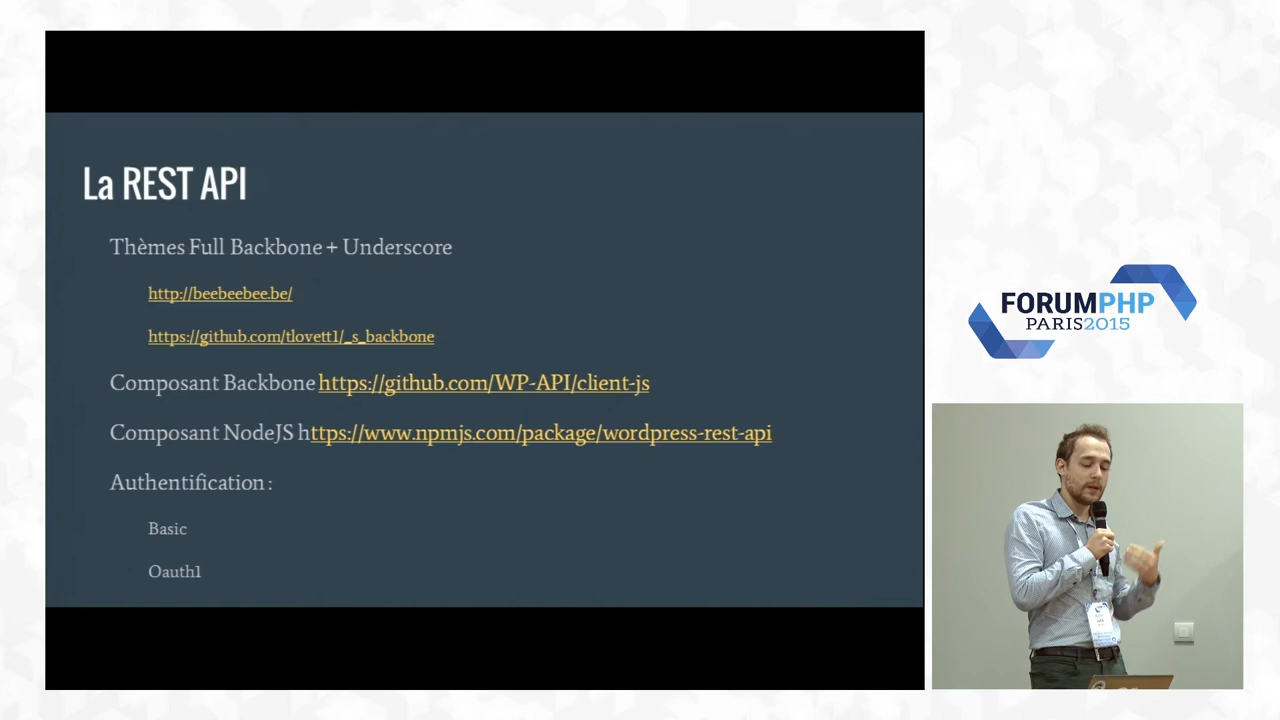 La REST API
Thèmes Full Backbone + Underscore
http://beebeebee.be/
https://github.com/tlovett1/_s_backbone
Composant Backbone https://github.com/WP-API/client-js
Composant NodeJS https://www.npmjs.com/package/wordpress-rest-api
Authentification :
Basic
Oauth1
FORUMPHP
PARIS2015